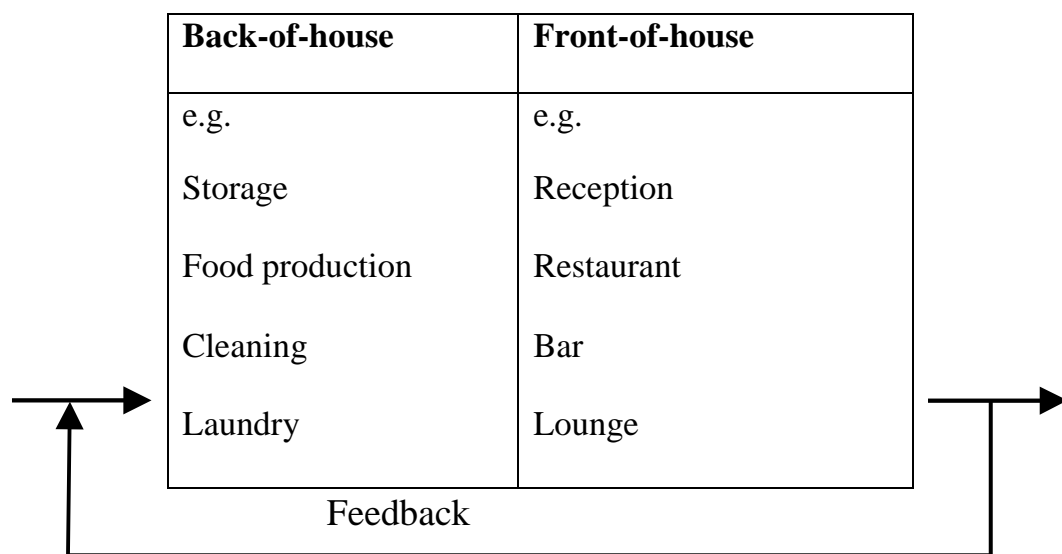 Back-of-house Front-of-house
e.g. e.g.
Storage Reception
Food production Restaurant
Cleaning Bar
Laundry Lounge
Feedback